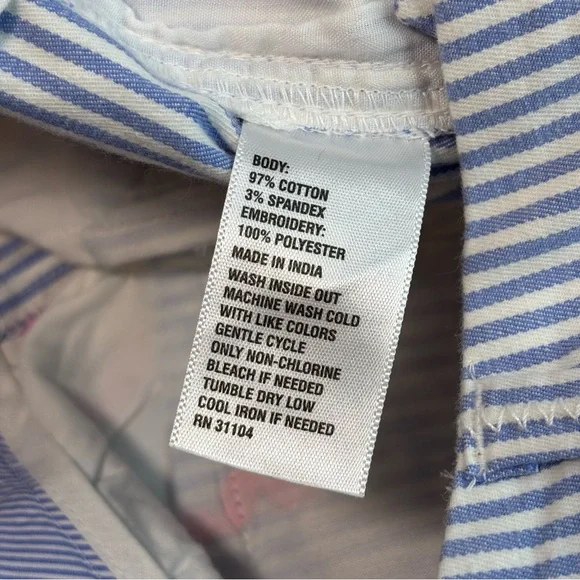 BODY:
97% COTTON
3% SPANDEX
EMBROIDERY:
100% POLYESTER
MADE IN INDIA
WASH INSIDE OUT
MACHINE WASH COLD
WITH LIKE COLORS
GENTLE CYCLE
ONLY NON-CHLORINE
BLEACH IF NEEDED
TUMBLE DRY LOW
COOL IRON IF NEEDED
RN 31104